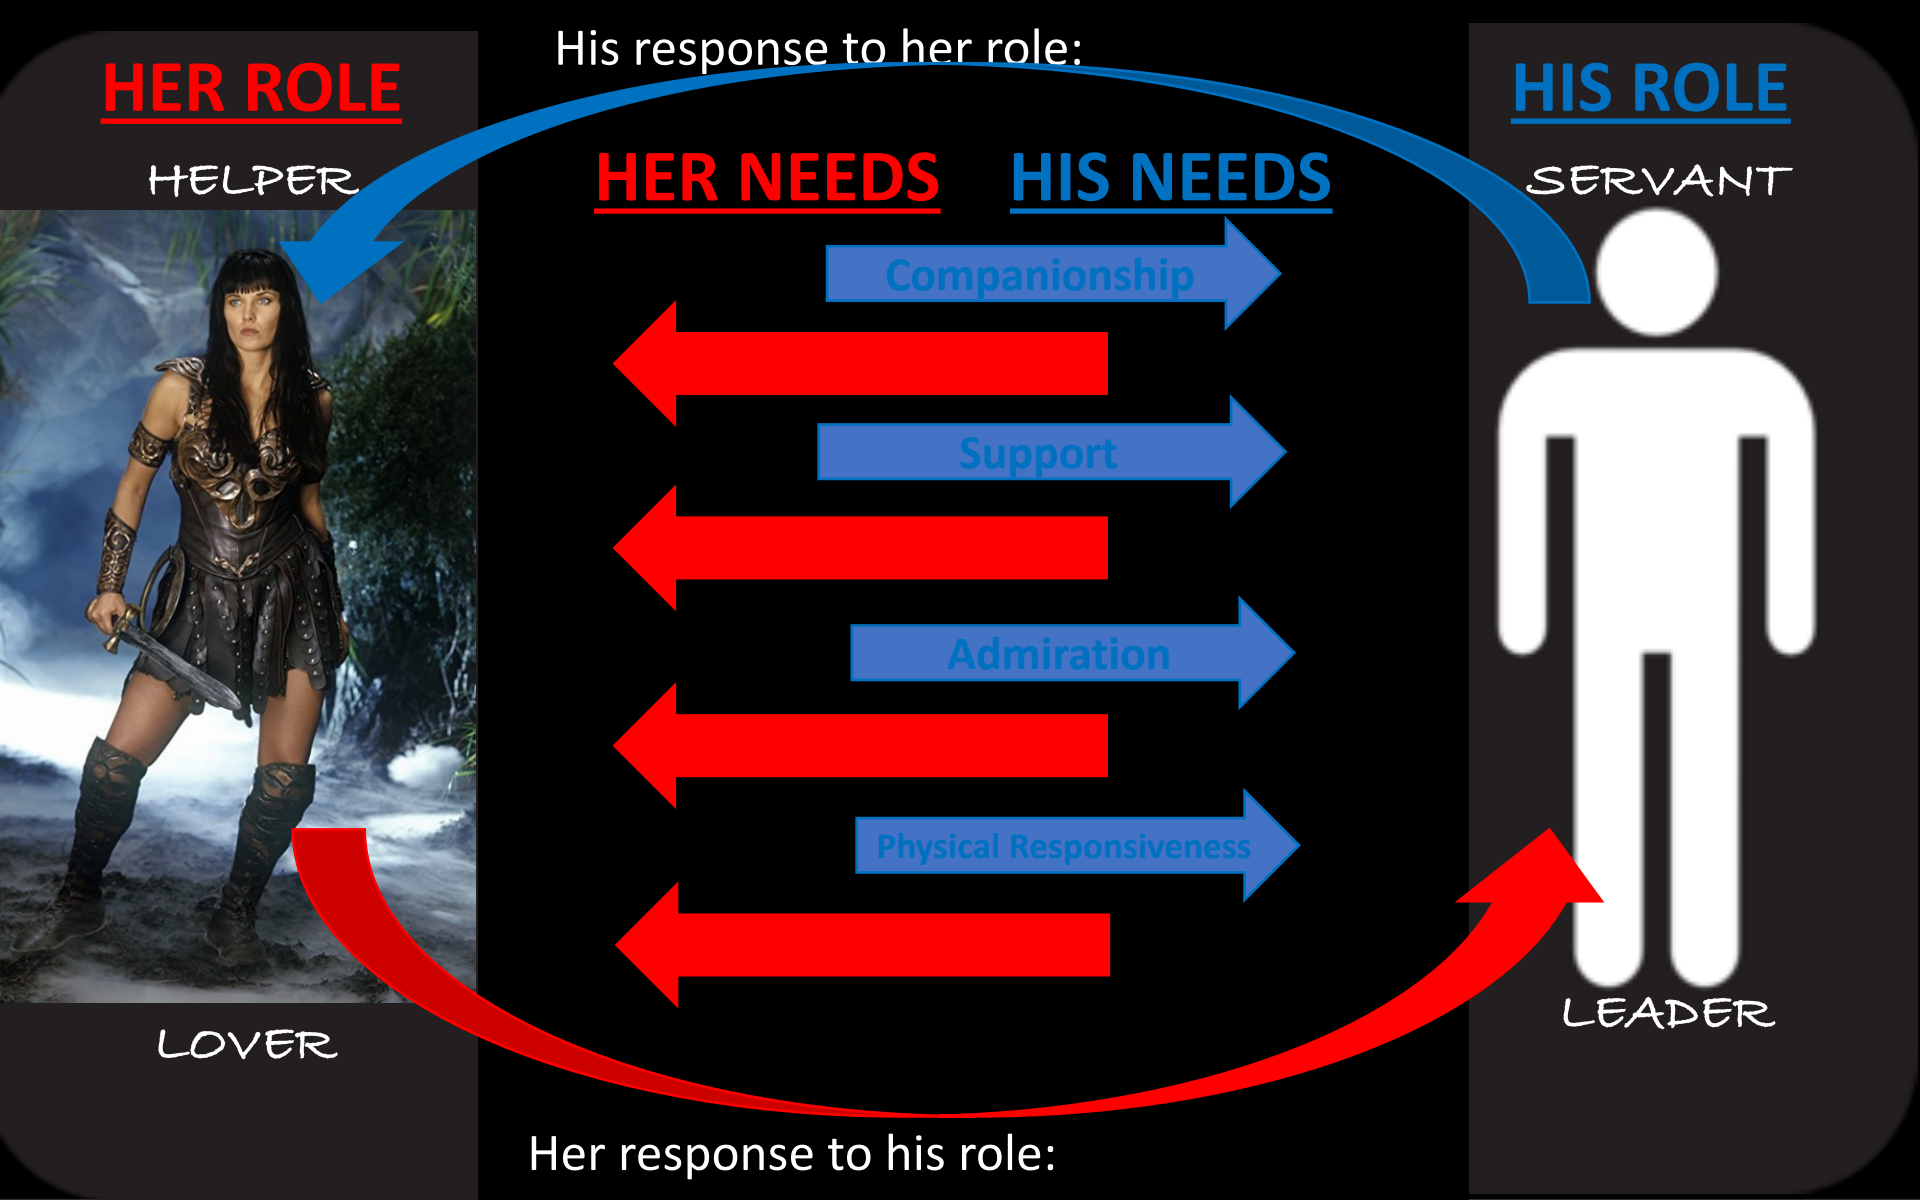 His response to her role:
HER ROLE
HIS ROLE
HELPER
SERVANT
HER NEEDS
HIS NEEDS
Companionship
Support
Admiration
Physical Responsiveness
LEADER
LOVER
Her response to his role: